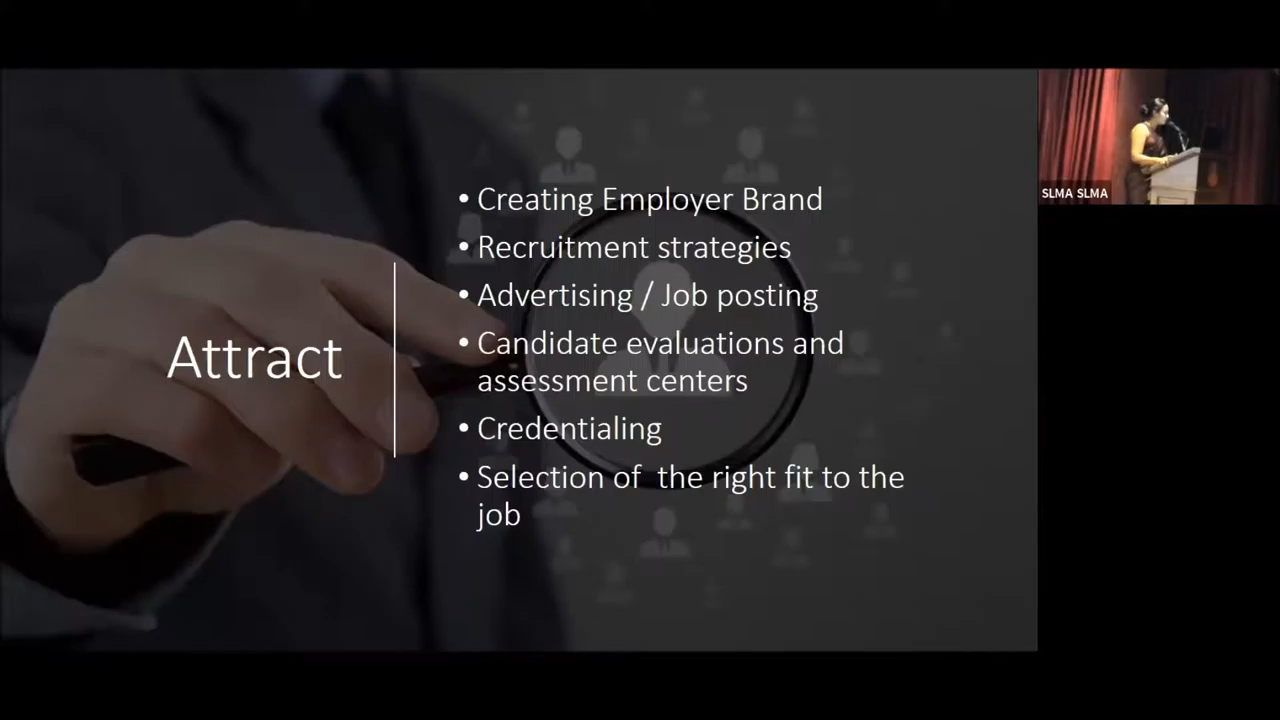 Attract
• Creating Employer Brand
• Recruitment strategies
• Advertising / Job posting
• Candidate evaluations and
assessment centers
• Credentialing
• Selection of  the right fit to the
job
SLMA SLMA